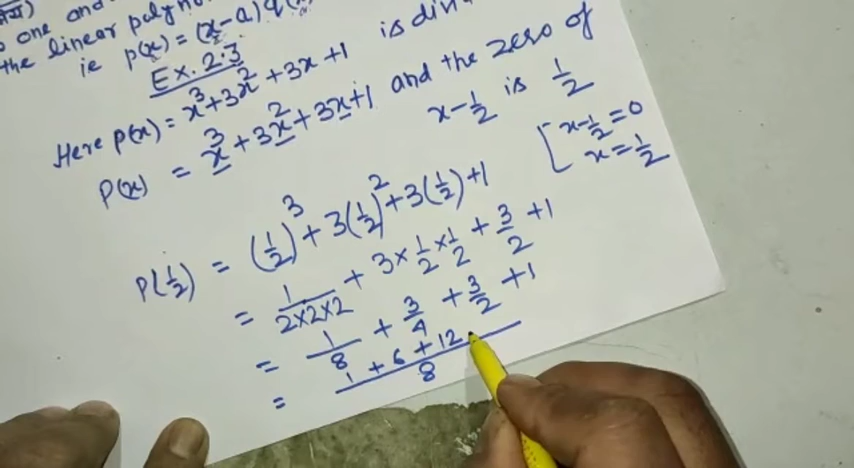 one and
the linear polyno
ie p(x) = (x-a) q(
Ex. 2.3
Here p(x) = x³+3x²+3x+1 is div
P(x) = x³+3x²+3x+1 and the zero of
x-1/2 is 1/2
[x-1/2=0
x=1/2
P(1/2) = (1/2)³+3(1/2)²+3(1/2)+1
= 1/2×2×2 + 3×1/2×1/2 + 3/2 +1
= 1/8 + 3/4 + 3/2 +1
= 1+6+12/8